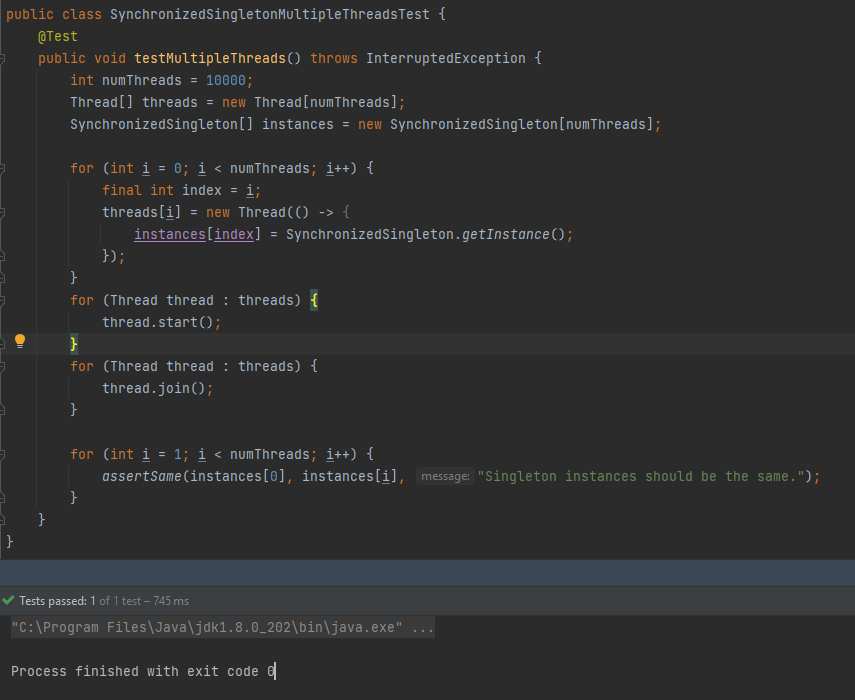 public class SynchronizedSingletonMultipleThreadsTest {
    @Test
    public void testMultipleThreads() throws InterruptedException {
        int numThreads = 10000;
        Thread[] threads = new Thread[numThreads];
        SynchronizedSingleton[] instances = new SynchronizedSingleton[numThreads];

        for (int i = 0; i < numThreads; i++) {
            final int index = i;
            threads[i] = new Thread(() -> {
                instances[index] = SynchronizedSingleton.getInstance();
            });
        }
        for (Thread thread : threads) {
            thread.start();
        }
        for (Thread thread : threads) {
            thread.join();
        }

        for (int i = 1; i < numThreads; i++) {
            assertSame(instances[0], instances[i], message: "Singleton instances should be the same.");
        }
    }
}
Tests passed: 1 of 1 test – 745 ms
"C:\Program Files\Java\jdk1.8.0_202\bin\java.exe" ...

Process finished with exit code 0